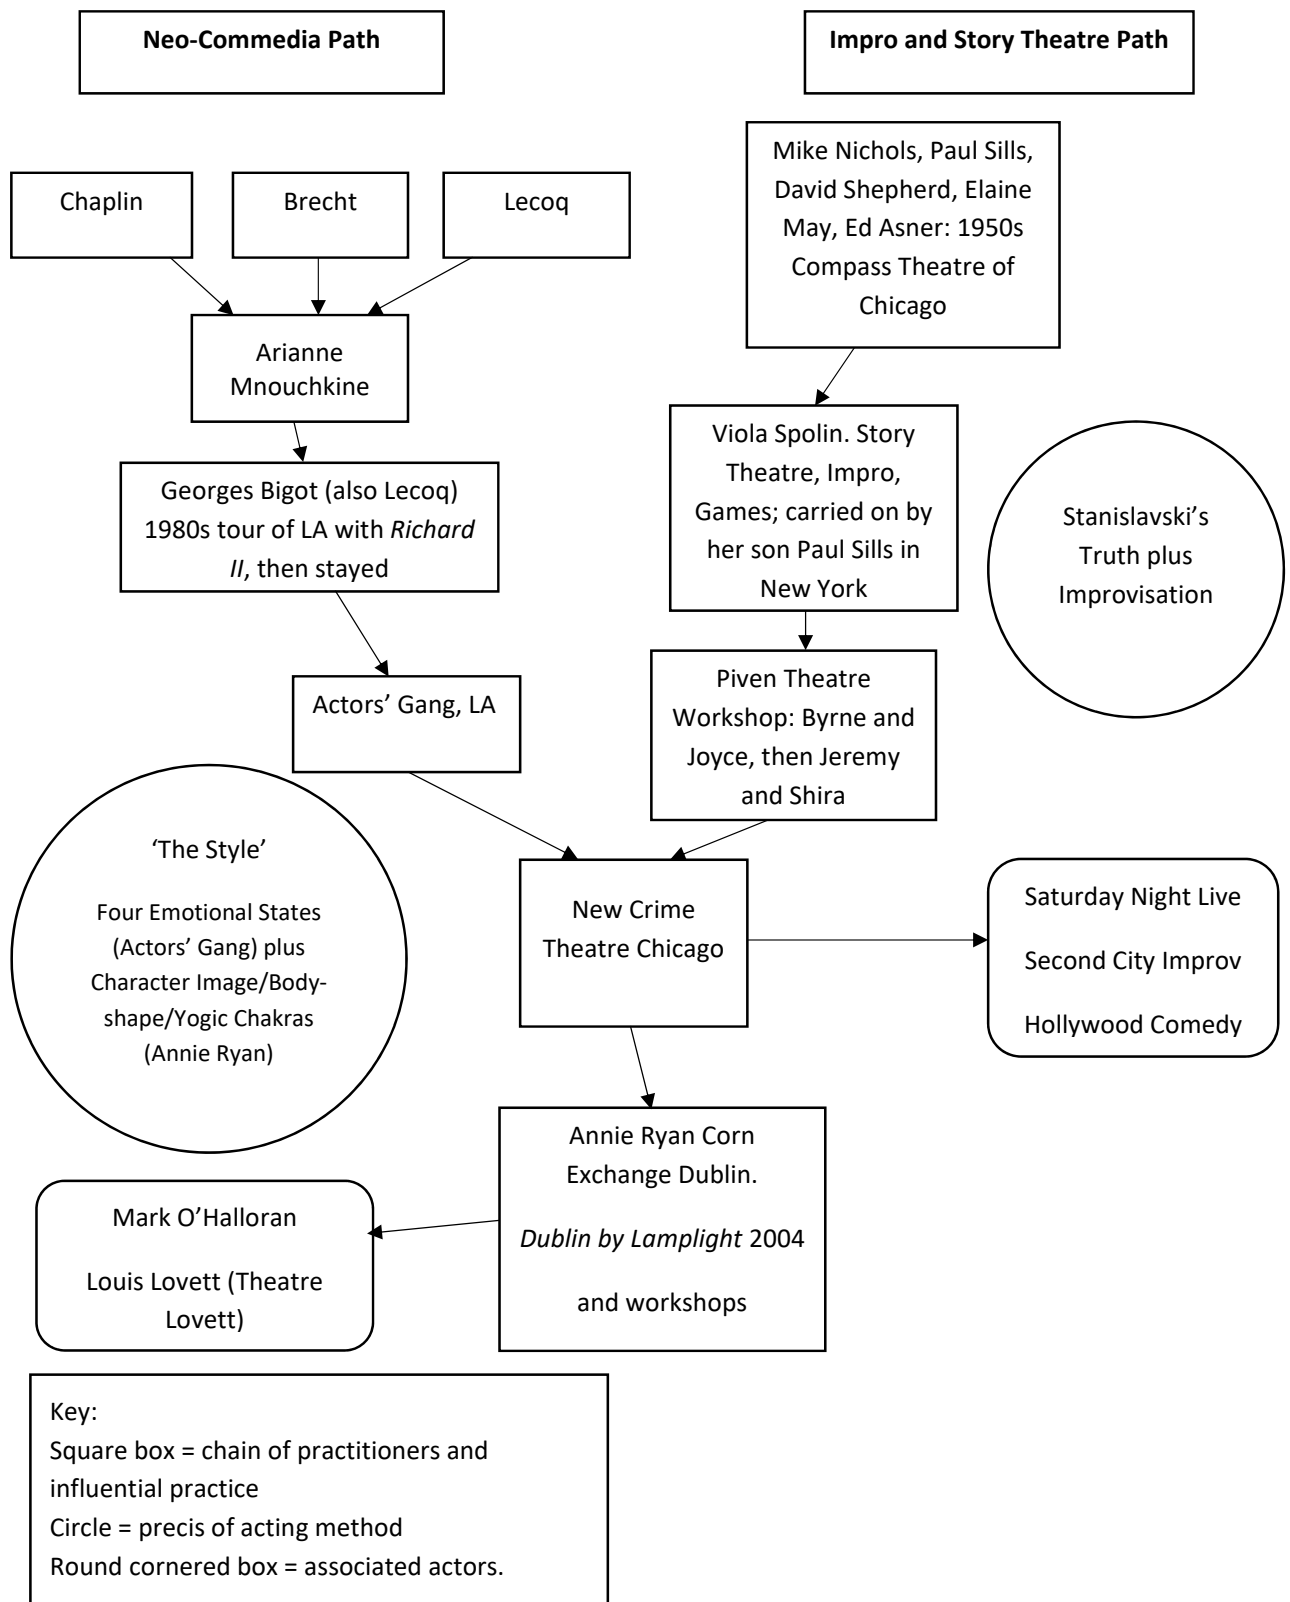 Neo-Commedia Path
Impro and Story Theatre Path
Chaplin
Brecht
Lecoq
Mike Nichols, Paul Sills,
David Shepherd, Elaine
May, Ed Asner: 1950s
Compass Theatre of
Chicago
Arianne
Mnouchkine
Viola Spolin. Story
Theatre, Impro,
Games; carried on by
her son Paul Sills in
New York
Stanislavski’s
Truth plus
Improvisation
Georges Bigot (also Lecoq)
1980s tour of LA with Richard
II, then stayed
Actors’ Gang, LA
Piven Theatre
Workshop: Byrne and
Joyce, then Jeremy
and Shira
‘The Style’
Four Emotional States
(Actors’ Gang) plus
Character Image/Body-
shape/Yogic Chakras
(Annie Ryan)
New Crime
Theatre Chicago
Saturday Night Live
Second City Improv
Hollywood Comedy
Annie Ryan Corn
Exchange Dublin.
Dublin by Lamplight 2004
and workshops
Mark O’Halloran
Louis Lovett (Theatre
Lovett)
Key:
Square box = chain of practitioners and
influential practice
Circle = precis of acting method
Round cornered box = associated actors.